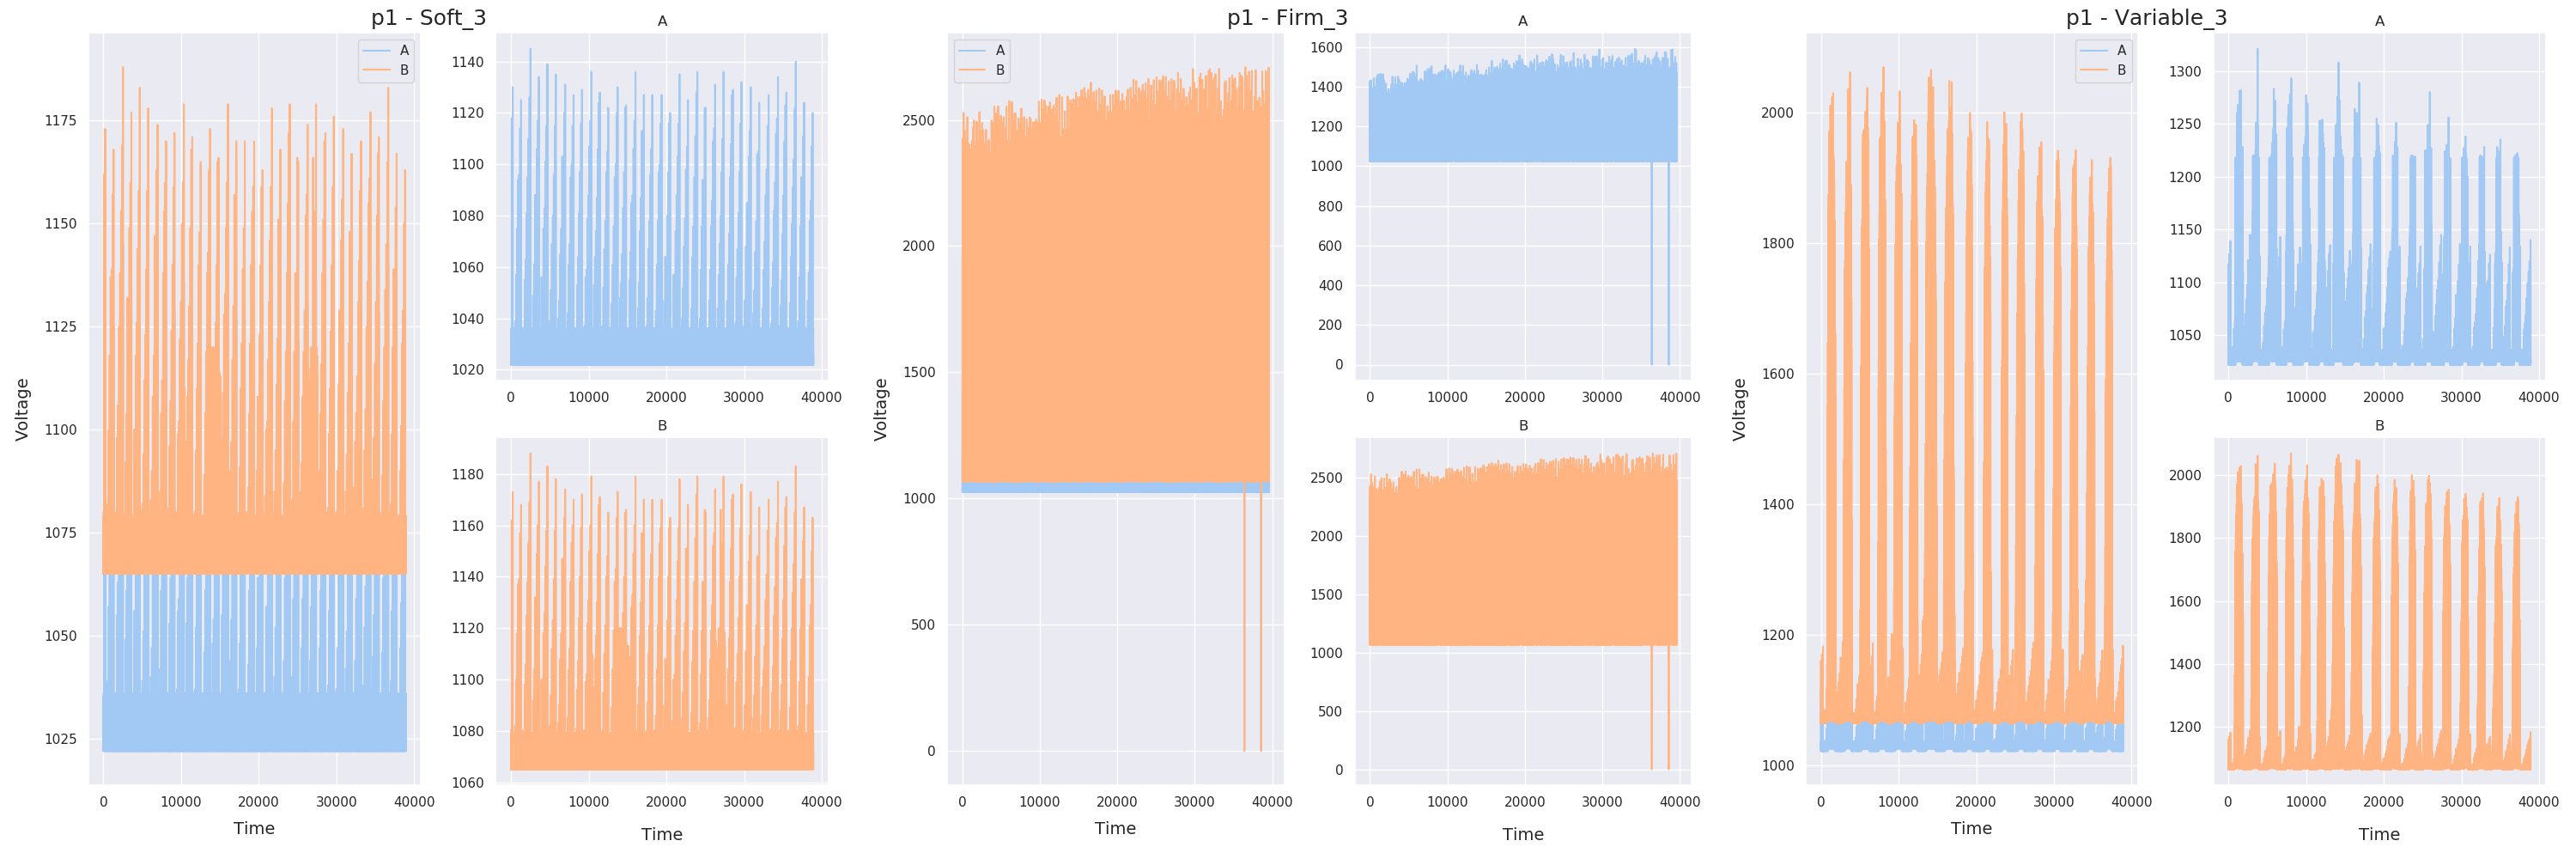 p1 - Soft_3
A
B
1175
1150
1125
1100
1075
1050
1025
Voltage
0 10000 20000 30000 40000
Time
A
1140
1120
1100
1080
1060
1040
1020
0 10000 20000 30000 40000
B
1180
1160
1140
1120
1100
1080
1060
0 10000 20000 30000 40000
Time
p1 - Firm_3
A
B
2500
2000
1500
1000
500
0
Voltage
0 10000 20000 30000 40000
Time
A
1600
1400
1200
1000
800
600
400
200
0
0 10000 20000 30000 40000
B
2500
2000
1500
1000
500
0
0 10000 20000 30000 40000
Time
p1 - Variable_3
A
B
2000
1800
1600
1400
1200
1000
Voltage
0 10000 20000 30000 40000
Time
A
1300
1250
1200
1150
1100
1050
0 10000 20000 30000 40000
B
2000
1800
1600
1400
1200
0 10000 20000 30000 40000
Time